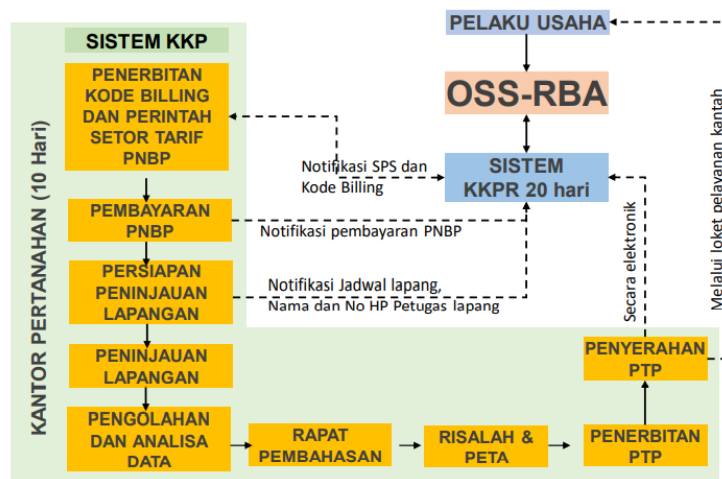 PELAKU USAHA
SISTEM KKP
OSS-RBA
PENERBITAN
KODE BILLING
DAN PERINTAH
SETOR TARIF
PNBP
Notifikasi SPS dan
Kode Billing
SISTEM
KKPR 20 hari
PEMBAYARAN
PNBP
Notifikasi pembayaran PNBP
PERSIAPAN
PENINJAUAN
LAPANGAN
Notifikasi Jadwal lapang,
Nama dan No HP Petugas lapang
PENINJAUAN
LAPANGAN
PENGOLAHAN
DAN ANALISA
DATA
RAPAT
PEMBAHASAN
RISALAH &
PETA
PENERBITAN
PTP
PENYERAHAN
PTP
Secara elektronik
Melalui loket pelayanan kantah
KANTOR PERTANAHAN (10 Hari)